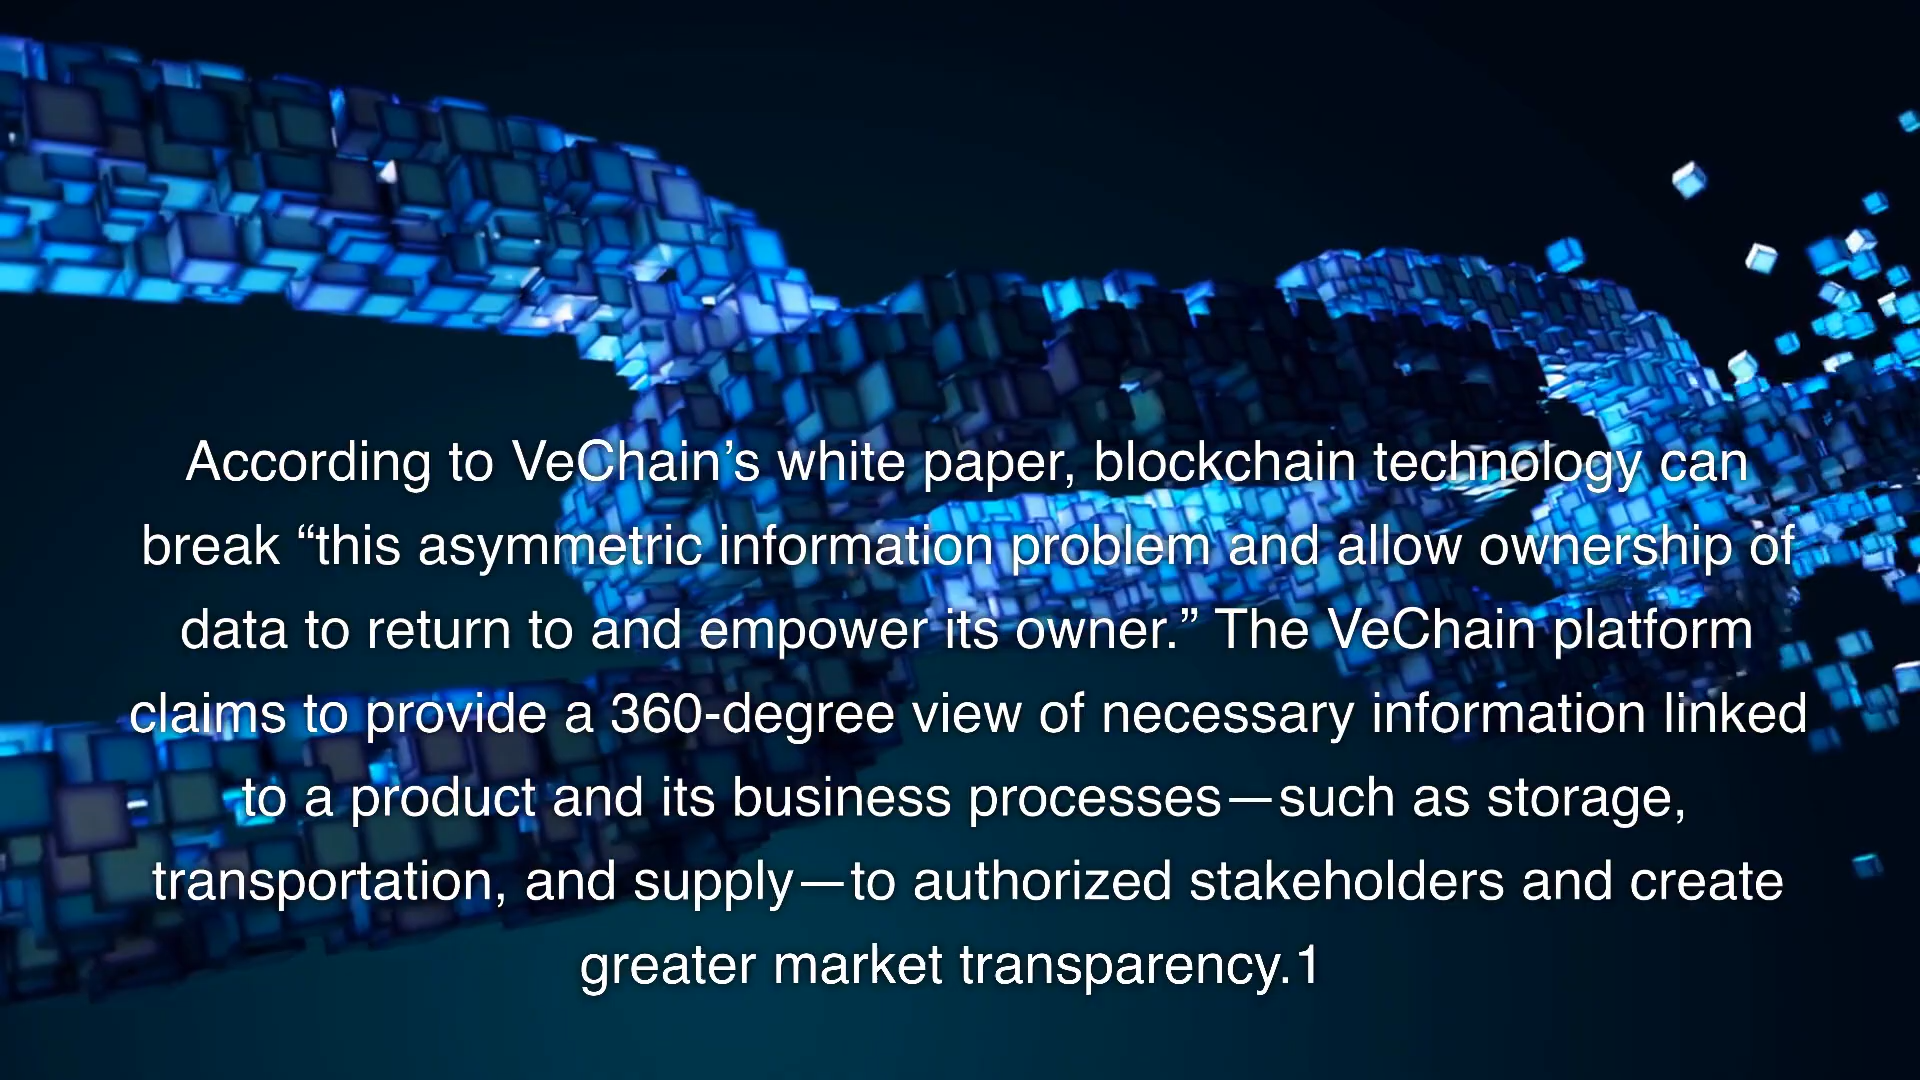 According to VeChain’s white paper, blockchain technology can
break “this asymmetric information problem and allow ownership of
data to return to and empower its owner.” The VeChain platform
claims to provide a 360-degree view of necessary information linked
to a product and its business processes—such as storage,
transportation, and supply—to authorized stakeholders and create
greater market transparency.1